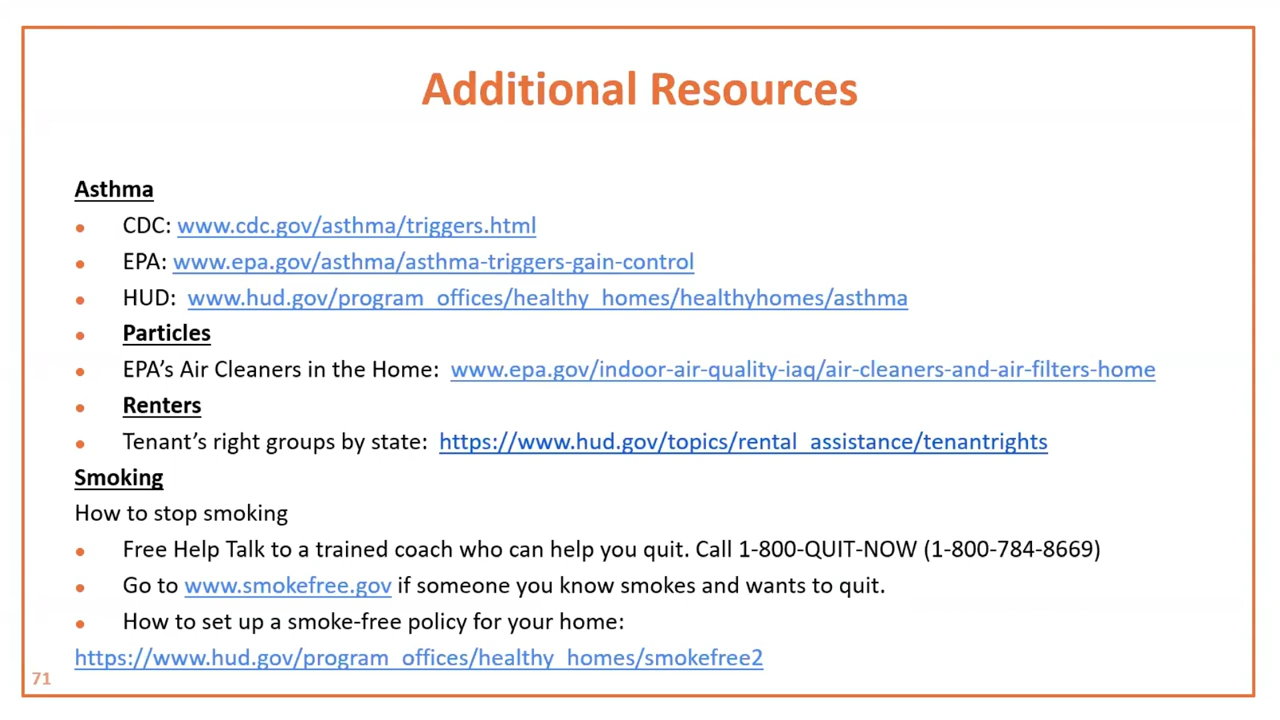 Additional Resources
Asthma
• CDC: www.cdc.gov/asthma/triggers.html
• EPA: www.epa.gov/asthma/asthma-triggers-gain-control
• HUD: www.hud.gov/program_offices/healthy_homes/healthyhomes/asthma
• Particles
• EPA’s Air Cleaners in the Home: www.epa.gov/indoor-air-quality-iaq/air-cleaners-and-air-filters-home
• Renters
• Tenant’s right groups by state: https://www.hud.gov/topics/rental_assistance/tenantrights
Smoking
How to stop smoking
• Free Help Talk to a trained coach who can help you quit. Call 1-800-QUIT-NOW (1-800-784-8669)
• Go to www.smokefree.gov if someone you know smokes and wants to quit.
• How to set up a smoke-free policy for your home:
https://www.hud.gov/program_offices/healthy_homes/smokefree2
71